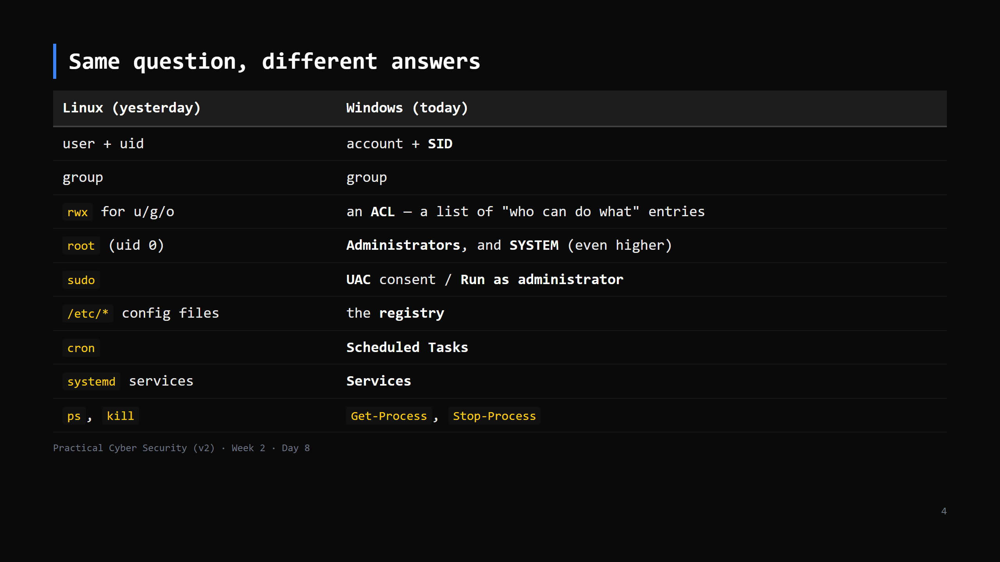 Same question, different answers
Linux (yesterday) Windows (today)
user + uid account + SID
group group
rwx for u/g/o an ACL — a list of "who can do what" entries
root (uid 0) Administrators, and SYSTEM (even higher)
sudo UAC consent / Run as administrator
/etc/* config files the registry
cron Scheduled Tasks
systemd services Services
ps, kill Get-Process, Stop-Process
Practical Cyber Security (v2) · Week 2 · Day 8
4